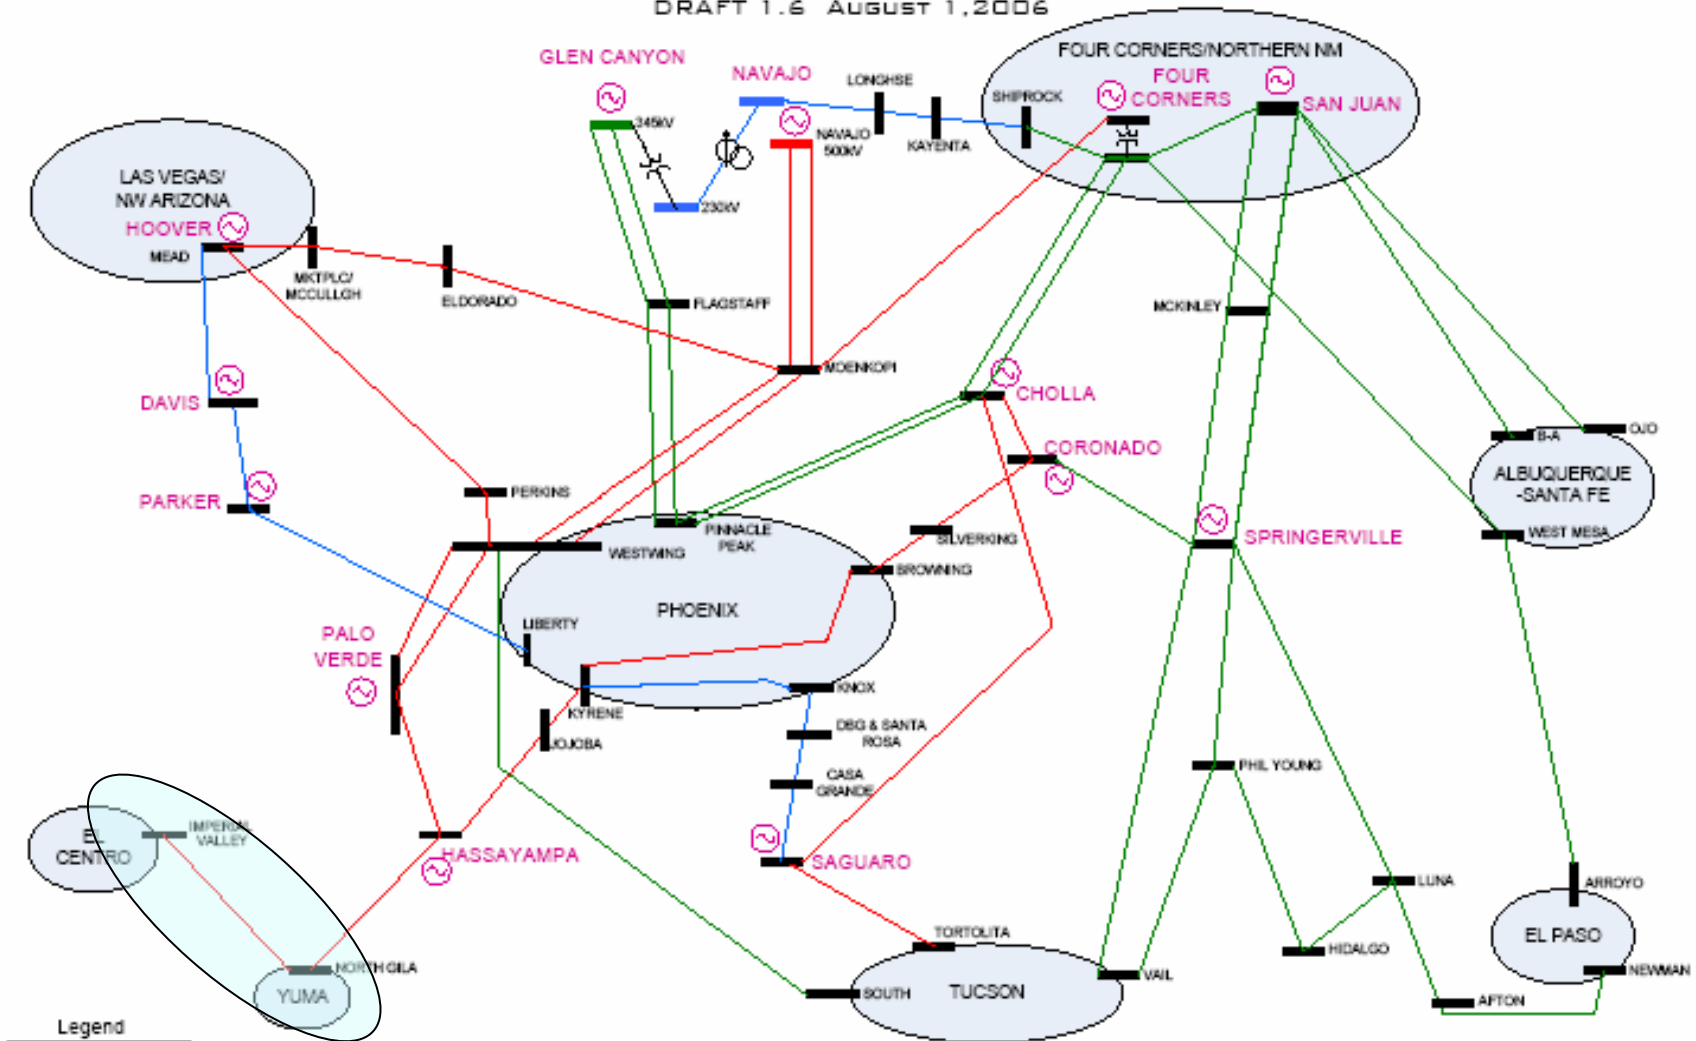 DRAFT 1.6 AUGUST 1,2006
GLEN CANYON
NAVAJO
LONGHSE
FOUR CORNERS/NORTHERN NM
FOUR
CORNERS
SHIPROCK
SAN JUAN
345kV
NAVAJO
500kV
KAYENTA
230kV
LAS VEGAS/
NW ARIZONA
HOOVER
MEAD
MKTPLC/
MCCULLGH
ELDORADO
FLAGSTAFF
MCKINLEY
MOENKOPI
DAVIS
CHOLLA
CORONADO
B-A
OJO
ALBUQUERQUE
-SANTA FE
WEST MESA
PARKER
PERKINS
PINNACLE
PEAK
WESTWING
SILVERKING
SPRINGERVILLE
BROWNING
PHOENIX
LIBERTY
PALO
VERDE
KNOX
KYRENE
JOJOBA
DBG & SANTA
ROSA
CASA
GRANDE
PHIL YOUNG
EL
CENTRO
IMPERIAL
VALLEY
HASSAYAMPA
SAGUARO
LUNA
ARROYO
TORTOLITA
EL PASO
HIDALGO
NORTH GILA
YUMA
SOUTH
TUCSON
VAIL
NEWMAN
AFTON
Legend